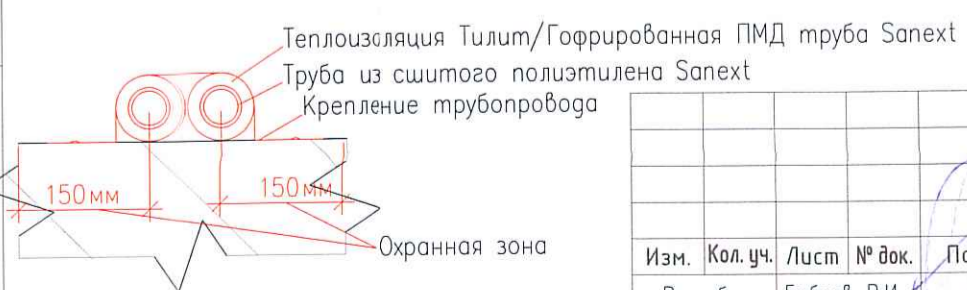 Теплоизоляция Тилит/Гофрированная ПМД труба Sanext
Труба из сшитого полиэтилена Sanext
Крепление трубопровода
150мм 150мм
Охранная зона
Изм. Кол. уч. Лист № док.